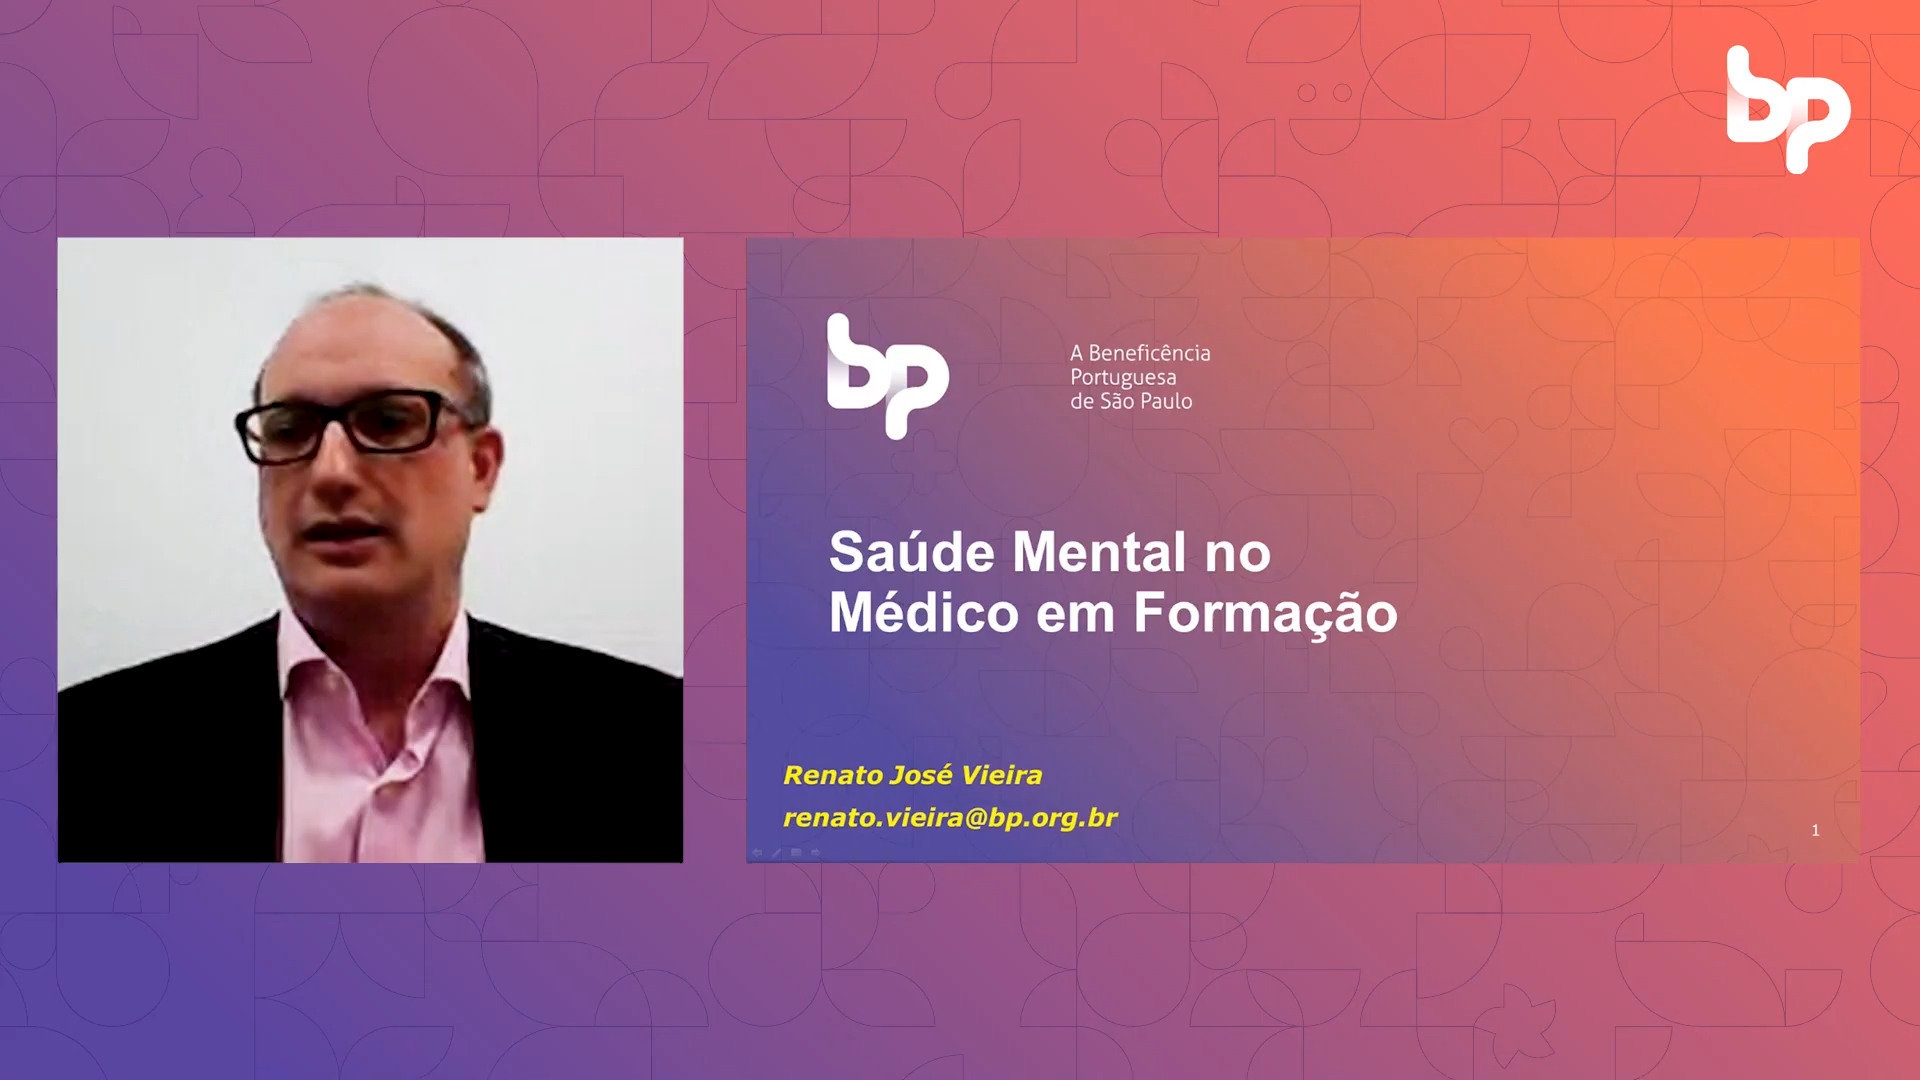 bp
bp
A Beneficência
Portuguesa
de São Paulo
Saúde Mental no
Médico em Formação
Renato José Vieira
renato.vieira@bp.org.br
1